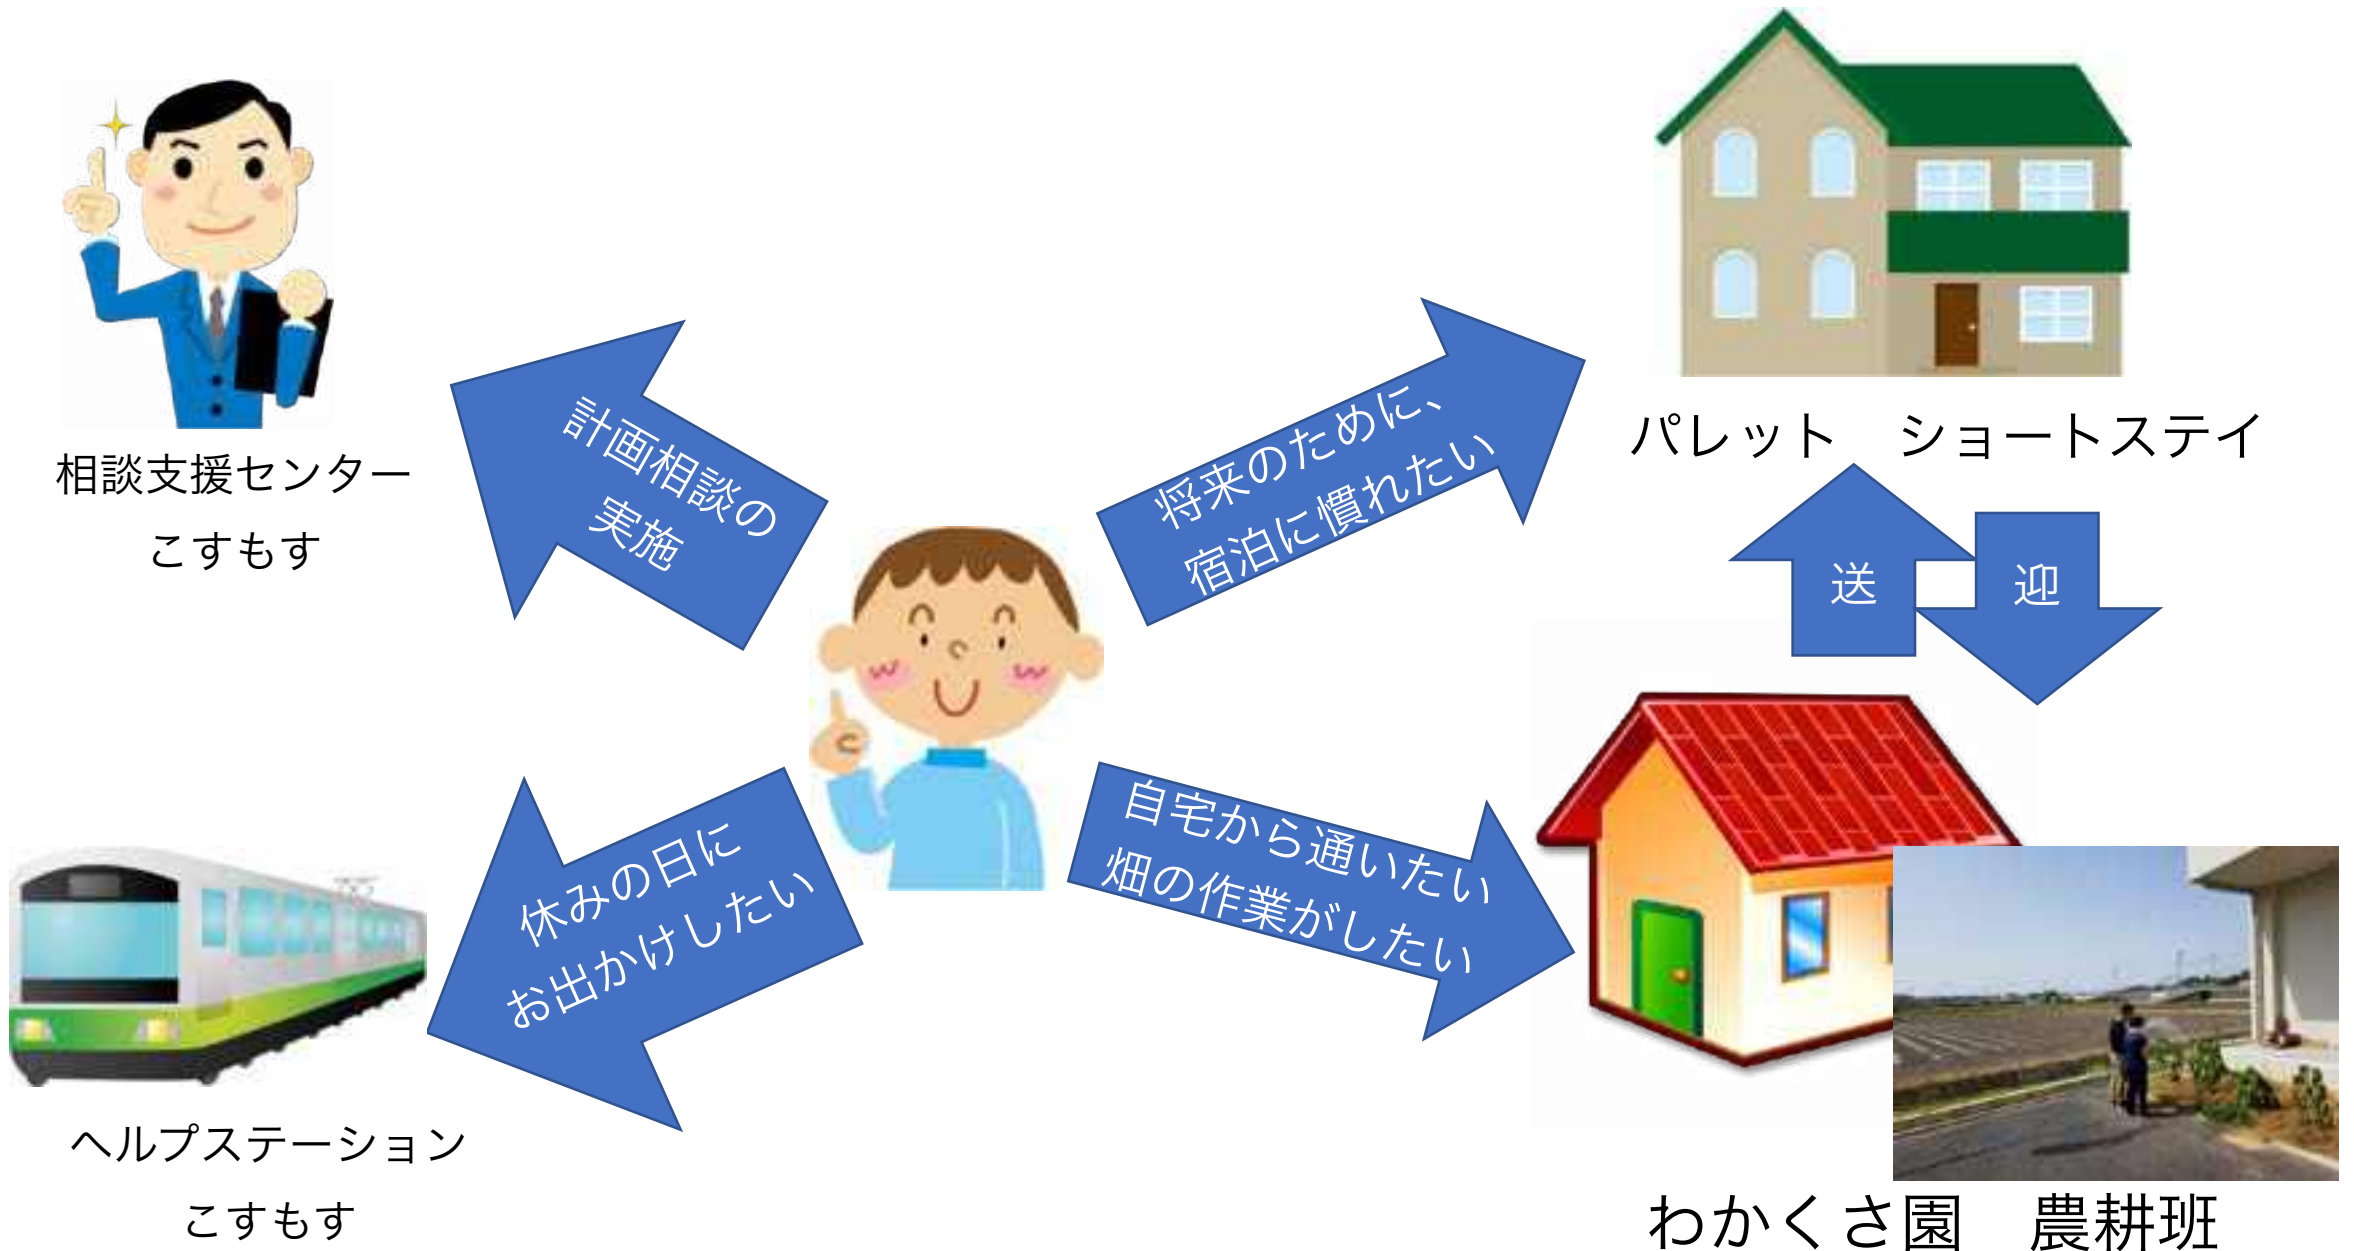 計画相談の
実施
相談支援センター
こすもす
将来のために、
宿泊に慣れたい
パレット　ショートステイ
送
迎
休みの日に
お出かけしたい
ヘルプステーション
こすもす
自宅から通いたい
畑の作業がしたい
わかくさ園　農耕班